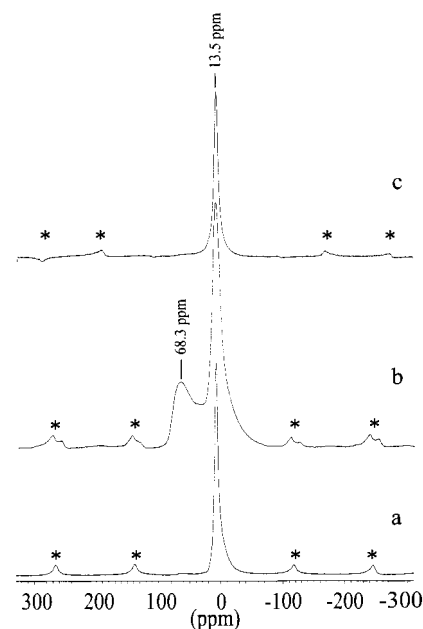 13.5 ppm
c
* * * *
68.3 ppm
b
* * * *
a
* * * *
300 200 100 0 -100 -200 -300
(ppm)